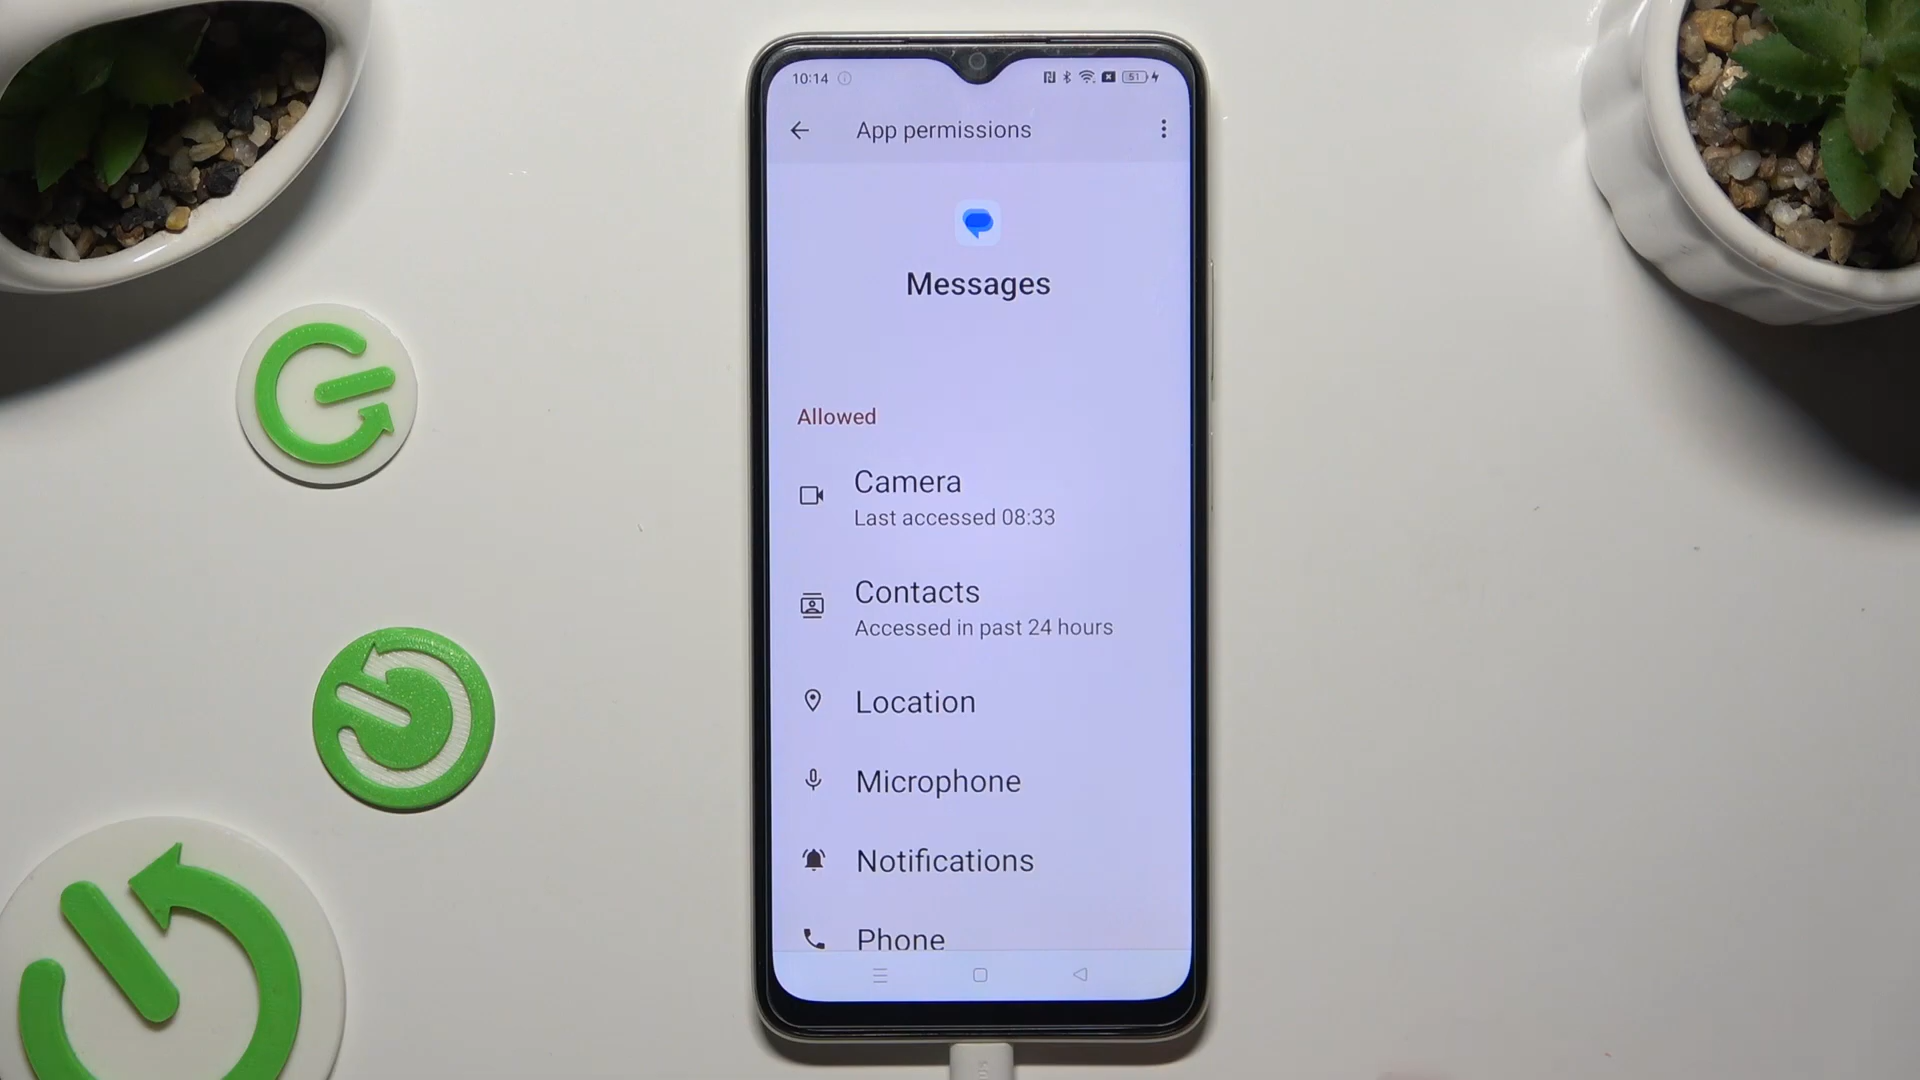 10:14 51
App permissions
Messages
Allowed
Camera
Last accessed 08:33
Contacts
Accessed in past 24 hours
Location
Microphone
Notifications
Phone